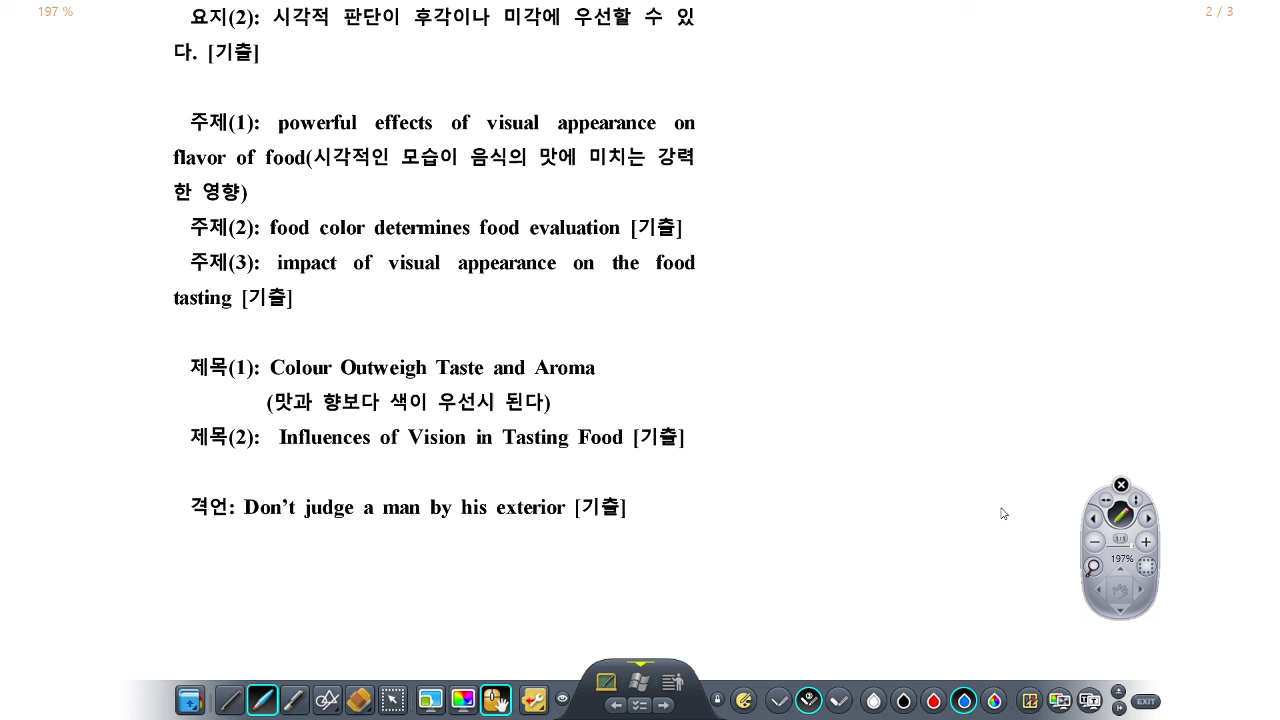 197 %
2 / 3
요지(2): 시각적 판단이 후각이나 미각에 우선할 수 있
다. [기출]
주제(1): powerful effects of visual appearance on
flavor of food(시각적인 모습이 음식의 맛에 미치는 강력
한 영향)
주제(2): food color determines food evaluation [기출]
주제(3): impact of visual appearance on the food
tasting [기출]
제목(1): Colour Outweigh Taste and Aroma
(맛과 향보다 색이 우선시 된다)
제목(2): Influences of Vision in Tasting Food [기출]
격언: Don't judge a man by his exterior [기출]
1:1
197%
EXIT